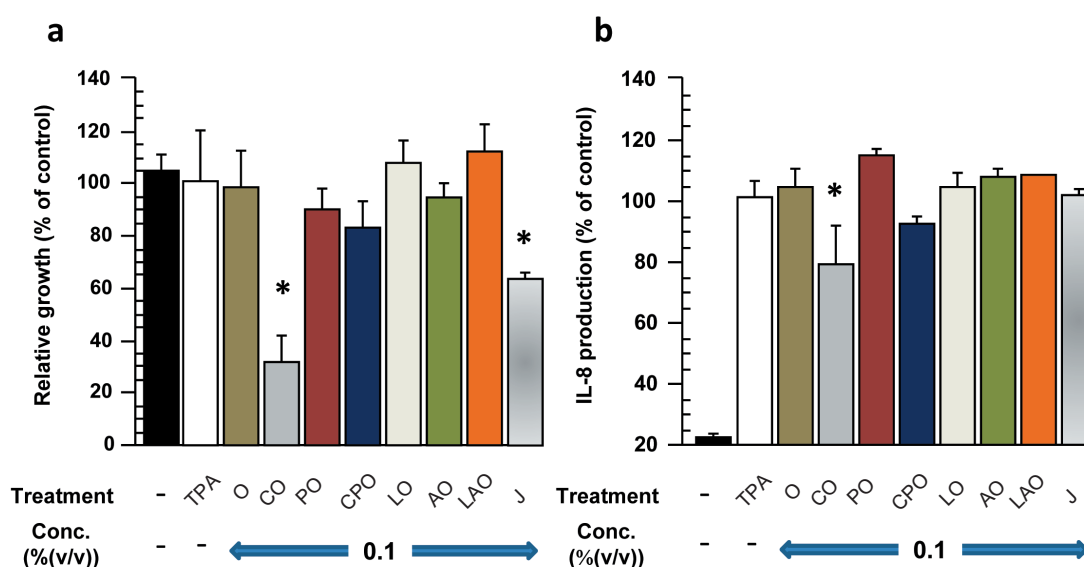 a
Relative growth (% of control)
140
120
100
80
60
40
20
0
*
*
Treatment - TPA O CO PO CPO LO AO LAO J
Conc.
(%(v/v)) - - 0.1
b
IL-8 production (% of control)
140
120
100
80
60
40
20
*
Treatment - TPA O CO PO CPO LO AO LAO J
Conc.
(%(v/v)) - - 0.1